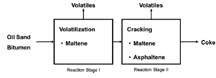 Volatiles
Volatiles
Oil Sand
Bitumen
Volatilization
• Maltene
Cracking
• Maltene
• Asphaltene
Coke
Reaction Stage I
Reaction Stage II